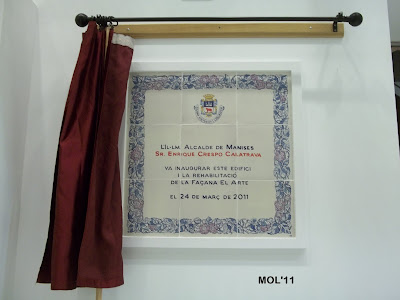 L'IL·LM. ALCALDE DE MANISES
SR. ENRIQUE CRESPO CALATRAVA
VA INAUGURAR ESTE EDIFICI
I LA REHABILITACIÓ
DE LA FAÇANA EL ARTE
EL 24 DE MARÇ DE 2011
MOL'11